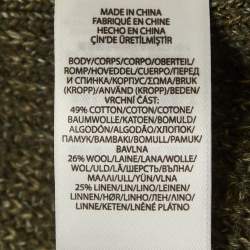 MADE IN CHINA
FABRIQUÉ EN CHINE
HECHO EN CHINA
ÇİN'DE ÜRETİLMİŞTİR
BODY/CORPS/CORPO/OBERTEIL/
ROMP/HOVEDDEL/CUERPO/ПЕРЕД
И СПИНКА/КОРПУС/ΣΩΜΑ/BRUK
(KROPP)/ANVÄND (KROPP)/BEDEN/
VRCHNÍ ČÁST:
49% COTTON/COTON/COTONE/
BAUMWOLLE/KATOEN/BOMULD/
ALGODÓN/ALGODÃO/ХЛОПОК/
ПАМУК/ΒΑΜΒΑΚΙ/BOMULL/PAMUK/
BAVLNA
26% WOOL/LAINE/LANA/WOLLE/
WOL/ULD/LÃ/ШЕРСТЬ/ВЪЛНА/
ΜΑΛΛΙ/ULL/YÜN/VLNA
25% LINEN/LIN/LINO/LEINEN/
LINNEN/HØR/LINHO/ЛЕН/ΛΙΝΟ/
LINNE/KETEN/LNĚNÉ PLÁTNO